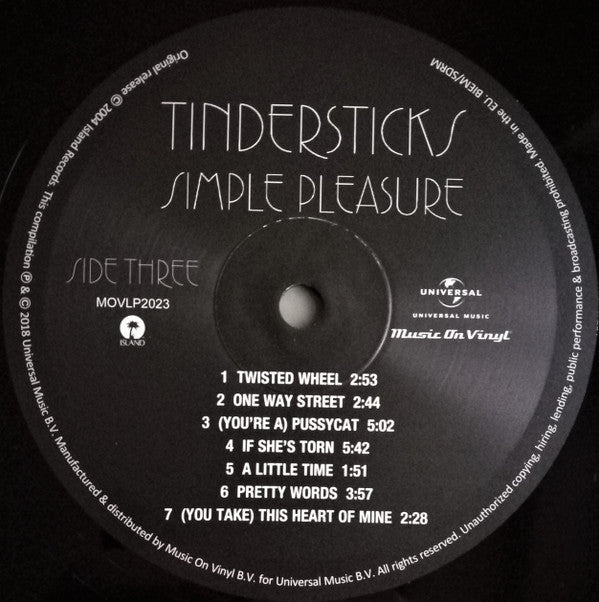 TINDERSTICKS
SIMPLE PLEASURE
SIDE THREE
MOVLP2023
ISLAND
UNIVERSAL
UNIVERSAL MUSIC
Music On Vinyl
1 TWISTED WHEEL 2:53
2 ONE WAY STREET 2:44
3 (YOU'RE A) PUSSYCAT 5:02
4 IF SHE'S TORN 5:42
5 A LITTLE TIME 1:51
6 PRETTY WORDS 3:57
7 (YOU TAKE) THIS HEART OF MINE 2:28
Original release © 2004 Island Records. This compilation ℗ & © 2018 Universal Music B.V. Manufactured & distributed by Music On Vinyl B.V. for Universal Music B.V. All rights reserved. Unauthorized copying, hiring, lending, public performance & broadcasting prohibited. Made in the EU. BIEM/SDRM